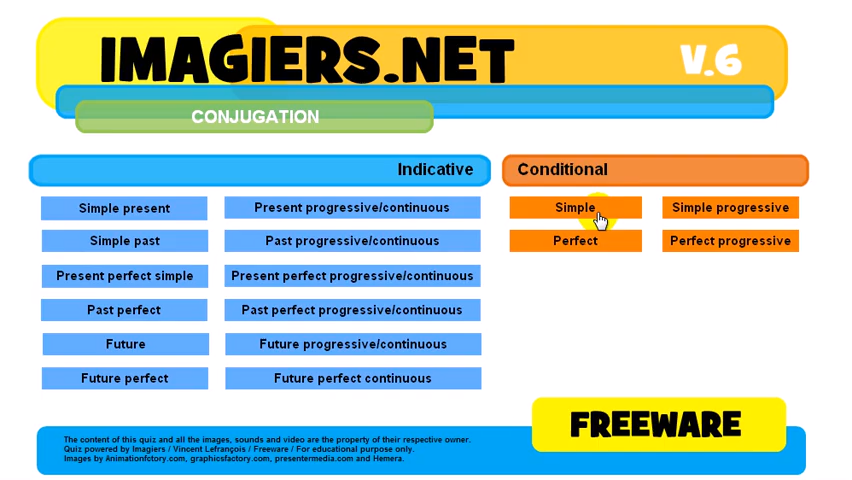 IMAGIERS.NET
V.6
CONJUGATION
Indicative
Conditional
Simple present
Present progressive/continuous
Simple
Simple progressive
Simple past
Past progressive/continuous
Perfect
Perfect progressive
Present perfect simple
Present perfect progressive/continuous
Past perfect
Past perfect progressive/continuous
Future
Future progressive/continuous
Future perfect
Future perfect continuous
FREEWARE
The content of this quiz and all the images, sounds and video are the property of their respective owner.
Quiz powered by Imagiers / Vincent Lefrançois / Freeware / For educational purpose only.
Images by Animationfotory.com, graphicsfactory.com, presentermedia.com and Hemera.